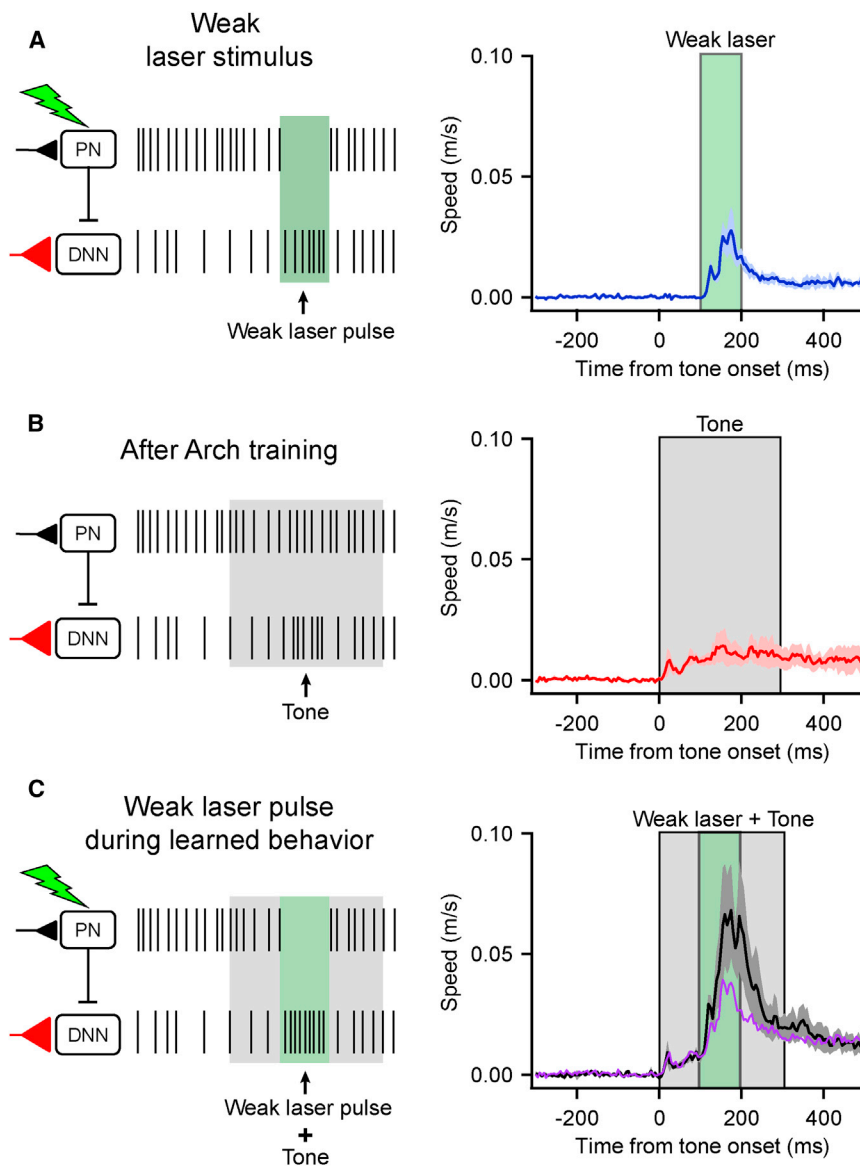 A
Weak
laser stimulus
PN
DNN
Weak laser pulse
Weak laser
0.10
0.05
0.00
Speed (m/s)
-200 0 200 400
Time from tone onset (ms)
B
After Arch training
PN
DNN
Tone
Tone
0.10
0.05
0.00
Speed (m/s)
-200 0 200 400
Time from tone onset (ms)
C
Weak laser pulse
during learned behavior
PN
DNN
Weak laser pulse
+
Tone
Weak laser + Tone
0.10
0.05
0.00
Speed (m/s)
-200 0 200 400
Time from tone onset (ms)